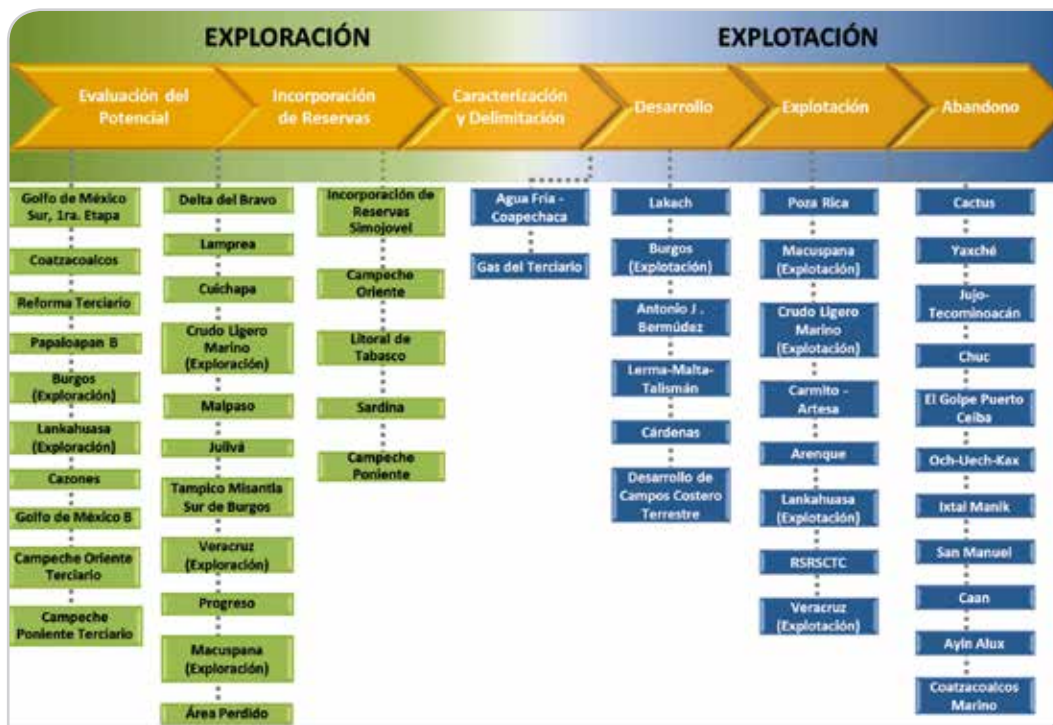 EXPLORACIÓN
EXPLOTACIÓN
Evaluación del
Potencial
Incorporación
de Reservas
Caracterización
y Delimitación
Desarrollo
Explotación
Abandono
Golfo de México
Sur, 1ra. Etapa
Coatzacoalcos
Reforma Terciario
Papaloapan B
Burgos
(Exploración)
Lankahuasa
(Exploración)
Cazones
Golfo de México B
Campeche Oriente
Terciario
Campeche
Poniente Terciario
Delta del Bravo
Lamprea
Cuichapa
Crudo Ligero
Marino
(Exploración)
Malpaso
Julivá
Tampico Misantla
Sur de Burgos
Veracruz
(Exploración)
Progreso
Macuspana
(Exploración)
Área Perdido
Incorporación de
Reservas
Simojovel
Campeche
Oriente
Litoral de
Tabasco
Sardina
Campeche
Poniente
Agua Fría -
Coapechaca
Gas del Terciario
Lakach
Burgos
(Explotación)
Antonio J .
Bermúdez
Lerma-Malta-
Talismán
Cárdenas
Desarrollo de
Campos Costero
Terrestre
Poza Rica
Macuspana
(Explotación)
Crudo Ligero
Marino
(Explotación)
Carmito -
Artesa
Arenque
Lankahuasa
(Explotación)
RSRSCTC
Veracruz
(Explotación)
Cactus
Yaxché
Jujo-
Tecominoacán
Chuc
El Golpe Puerto
Ceiba
Och-Uech-Kax
Ixtal Manik
San Manuel
Caan
Ayin Alux
Coatzacoalcos
Marino